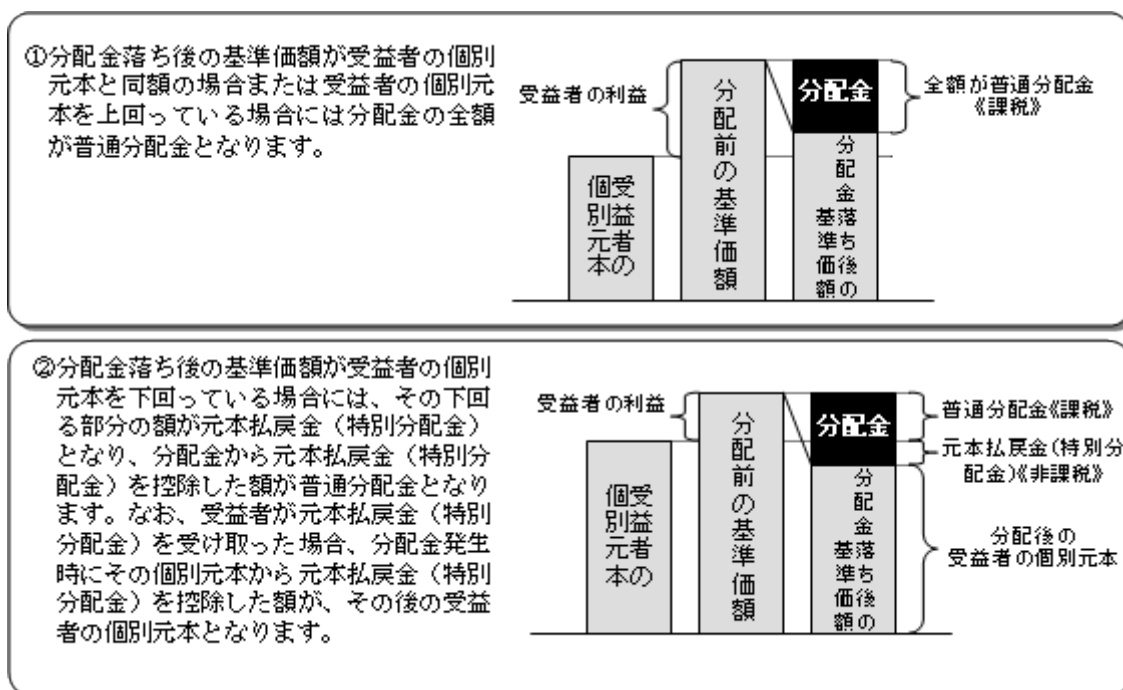 ①分配金落ち後の基準価額が受益者の個別
元本と同額の場合または受益者の個別元
本を上回っている場合には分配金の全額
が普通分配金となります。
受益者の利益
受益者の
個別元本
分配前の基準価額
分配金
分配金
落ち後の
基準価額
全額が普通分配金
《課税》
②分配金落ち後の基準価額が受益者の個別
元本を下回っている場合には、その下回
る部分の額が元本払戻金（特別分配金）
となり、分配金から元本払戻金（特別分
配金）を控除した額が普通分配金となり
ます。なお、受益者が元本払戻金（特別
分配金）を受け取った場合、分配金発生
時にその個別元本から元本払戻金（特別
分配金）を控除した額が、その後の受益
者の個別元本となります。
受益者の利益
受益者の
個別元本
分配前の基準価額
分配金
分配金
落ち後の
基準価額
普通分配金《課税》
元本払戻金（特別分
配金）《非課税》
分配後の
受益者の個別元本